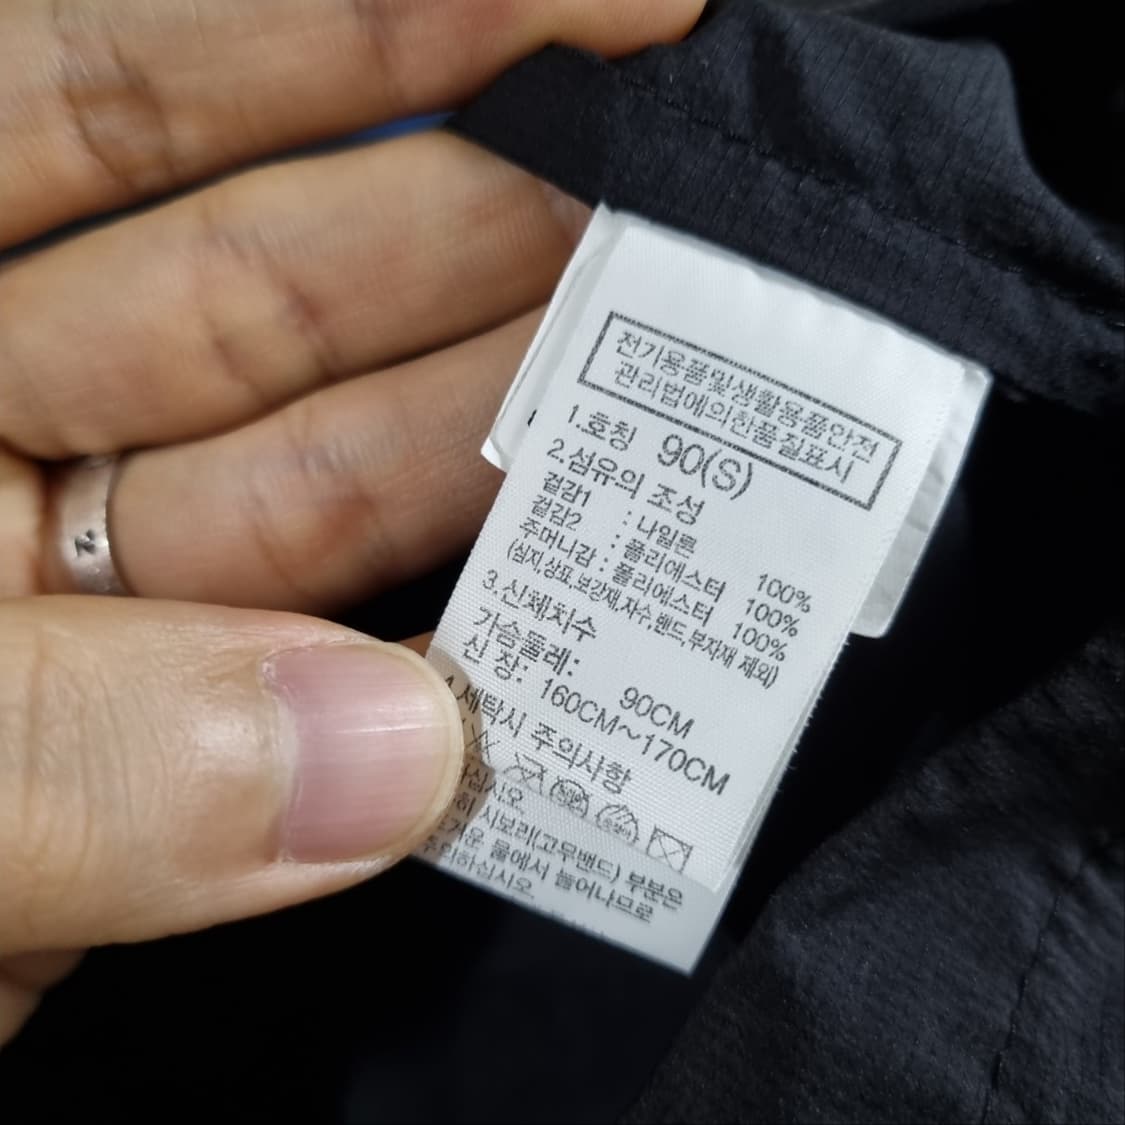 전기용품및생활용품안전
관리법에의한품질표시
1.호칭 90(S)
2.섬유의 조성
겉감1 : 나일론 100%
겉감2 : 폴리에스터 100%
주머니감 : 폴리에스터 100%
(심지,상표,보강재,자수,밴드,부자재 제외)
3.신체치수
가슴둘레: 90CM
신 장: 160CM~170CM
4.세탁시 주의사항
시보리(고무밴드) 부분은
물에서 늘어나므로
주의하십시오
N